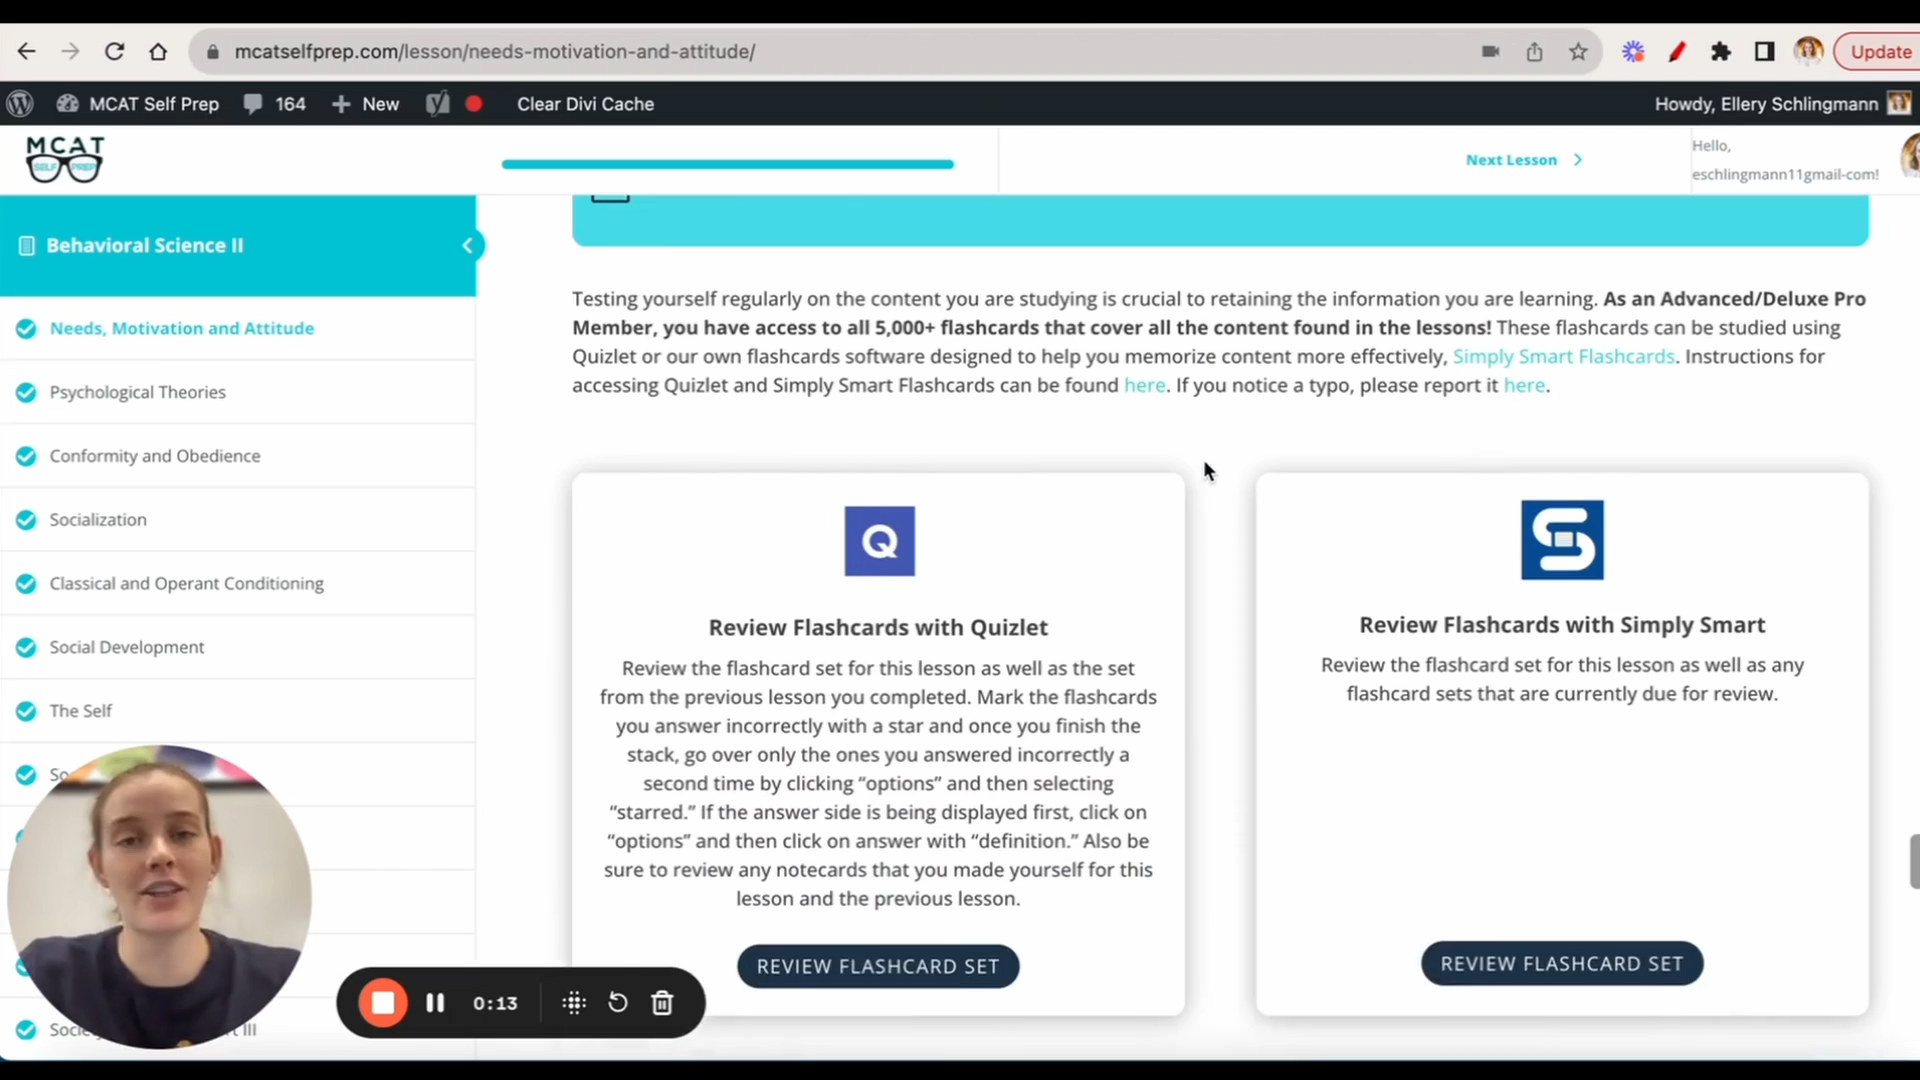 mcatselfprep.com/lesson/needs-motivation-and-attitude/
Update
MCAT Self Prep
164
New
Clear Divi Cache
Howdy, Ellery Schlingmann
MCAT
SELF PREP
Next Lesson
Hello,
eschlingmann11gmail-com!
Behavioral Science II
Needs, Motivation and Attitude
Psychological Theories
Conformity and Obedience
Socialization
Classical and Operant Conditioning
Social Development
The Self
So
Testing yourself regularly on the content you are studying is crucial to retaining the information you are learning. As an Advanced/Deluxe Pro
Member, you have access to all 5,000+ flashcards that cover all the content found in the lessons! These flashcards can be studied using
Quizlet or our own flashcards software designed to help you memorize content more effectively, Simply Smart Flashcards. Instructions for
accessing Quizlet and Simply Smart Flashcards can be found here. If you notice a typo, please report it here.
Q
Review Flashcards with Quizlet
Review the flashcard set for this lesson as well as the set
from the previous lesson you completed. Mark the flashcards
you answer incorrectly with a star and once you finish the
stack, go over only the ones you answered incorrectly a
second time by clicking “options” and then selecting
“starred.” If the answer side is being displayed first, click on
“options” and then click on answer with “definition.” Also be
sure to review any notecards that you made yourself for this
lesson and the previous lesson.
REVIEW FLASHCARD SET
S
Review Flashcards with Simply Smart
Review the flashcard set for this lesson as well as any
flashcard sets that are currently due for review.
REVIEW FLASHCARD SET
0:13